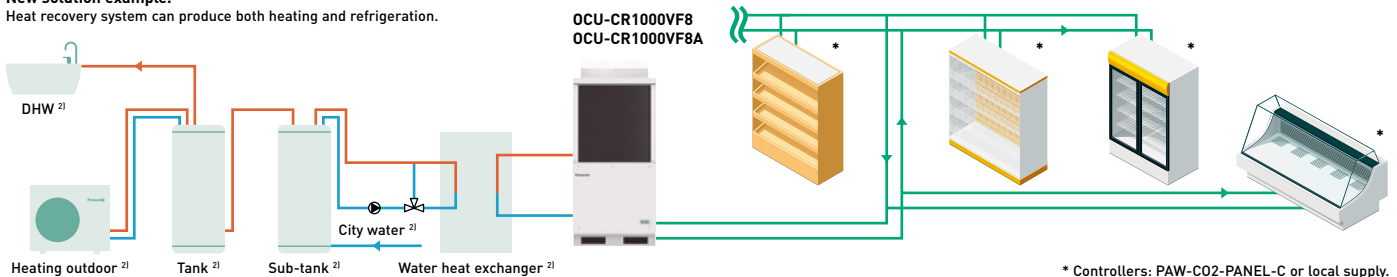 New solution example:
Heat recovery system can produce both heating and refrigeration.
OCU-CR1000VF8
OCU-CR1000VF8A
*
*
*
*
DHW 2)
Panasonic
Panasonic
City water 2)
Heating outdoor 2)
Tank 2)
Sub-tank 2)
Water heat exchanger 2)
* Controllers: PAW-CO2-PANEL-C or local supply.